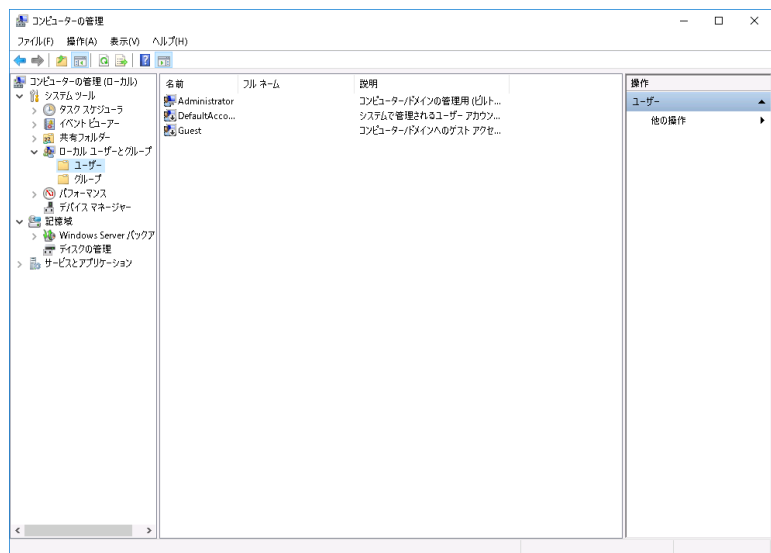 コンピューターの管理
ファイル(F) 操作(A) 表示(V) ヘルプ(H)
コンピューターの管理 (ローカル)
システム ツール
タスク スケジューラ
イベント ビューアー
共有フォルダー
ローカル ユーザーとグループ
ユーザー
グループ
パフォーマンス
デバイス マネージャー
記憶域
Windows Server バックア
ディスクの管理
サービスとアプリケーション
名前 フル ネーム 説明
Administrator コンピューター/ドメインの管理用 (ビルト...
DefaultAcco... システムで管理されるユーザー アカウン...
Guest コンピューター/ドメインへのゲスト アクセ...
操作
ユーザー
他の操作